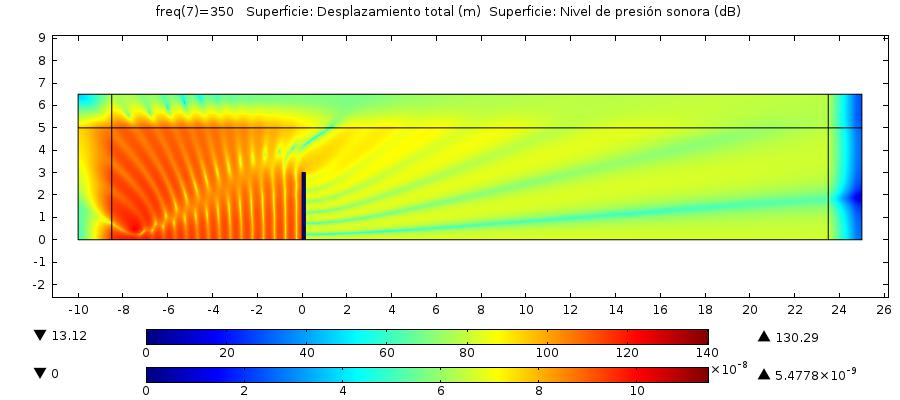 freq(7)=350 Superficie: Desplazamiento total (m) Superficie: Nivel de presión sonora (dB)
9
8
7
6
5
4
3
2
1
0
-1
-2
-10 -8 -6 -4 -2 0 2 4 6 8 10 12 14 16 18 20 22 24 26
▼ 13.12 ▲ 130.29
0 20 40 60 80 100 120 140
▼ 0 ×10⁻⁸ ▲ 5.4778×10⁻⁹
0 2 4 6 8 10